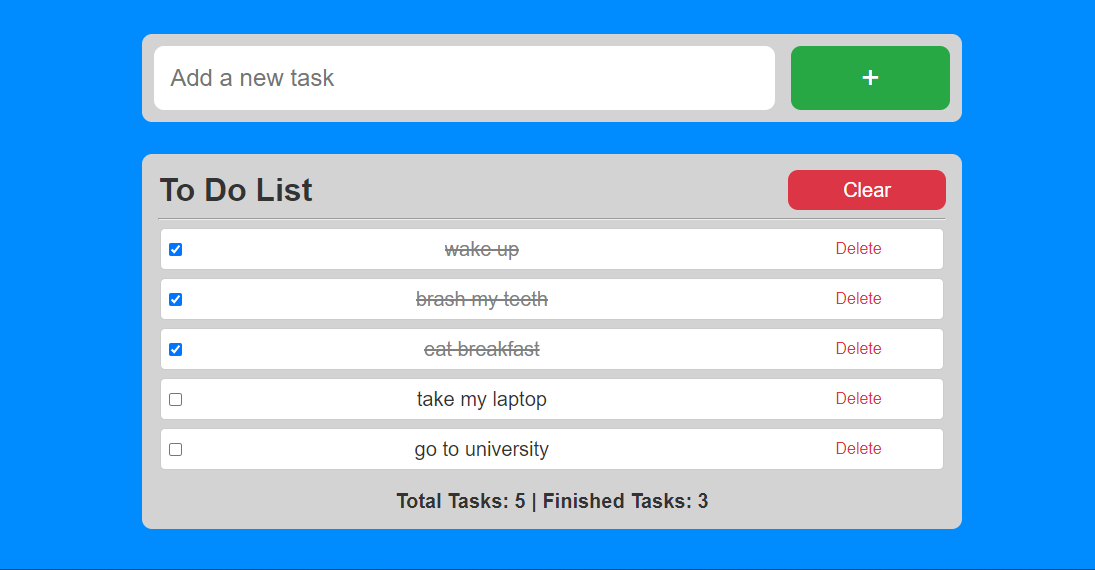 Add a new task
+
To Do List
Clear
wake up
Delete
brash my teeth
Delete
eat breakfast
Delete
take my laptop
Delete
go to university
Delete
Total Tasks: 5 | Finished Tasks: 3